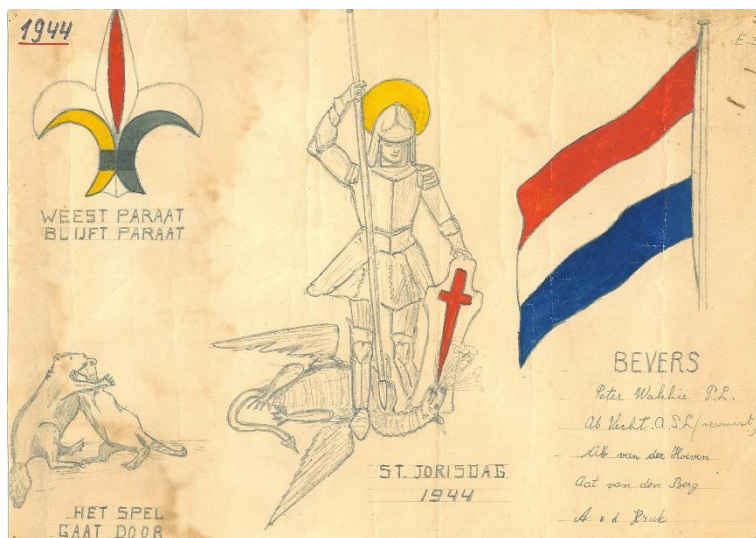 1944
WEEST PARAAT
BLIJFT PARAAT
HET SPEL
GAAT DOOR
ST. JORISDAG
1944
BEVERS
Peter P.L.
Ab Vecht. A.S.L (vermist)
Ab van der Hoeven
Aat van den Berg
A v d Kruk